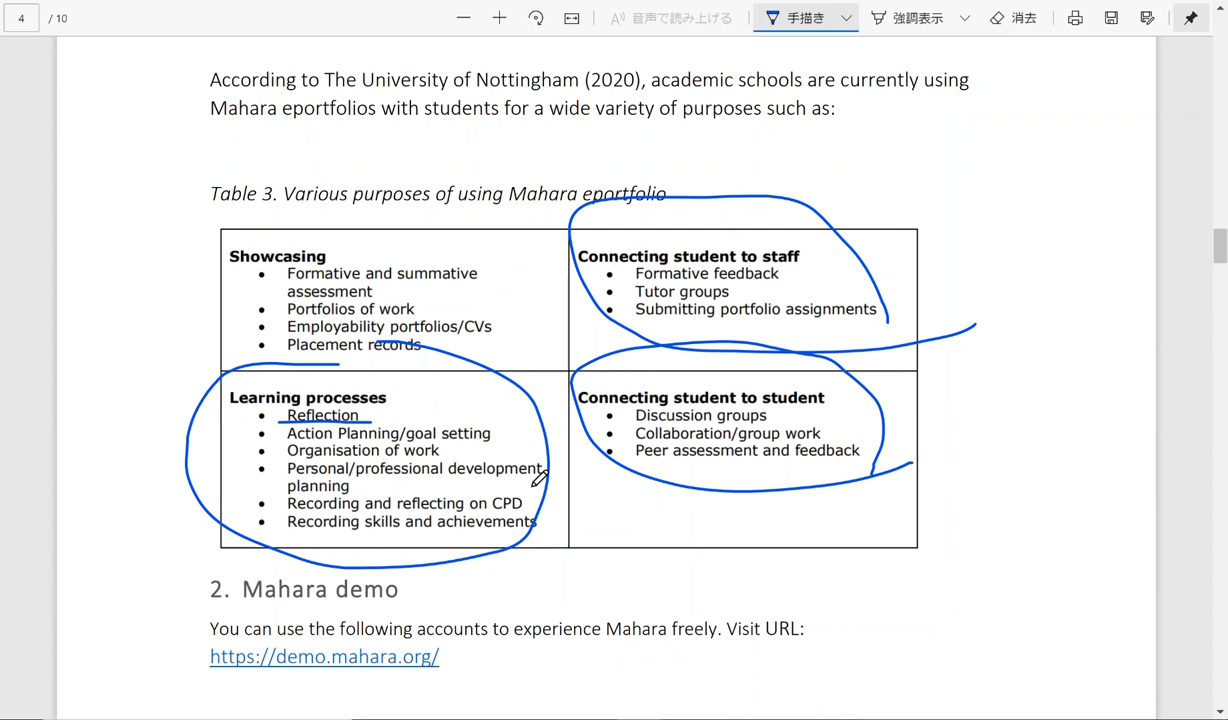 4 / 10
音声で読み上げる
手描き
強調表示
消去
According to The University of Nottingham (2020), academic schools are currently using
Mahara eportfolios with students for a wide variety of purposes such as:
Table 3. Various purposes of using Mahara eportfolio
Showcasing
• Formative and summative
assessment
• Portfolios of work
• Employability portfolios/CVs
• Placement records
Connecting student to staff
• Formative feedback
• Tutor groups
• Submitting portfolio assignments
Learning processes
• Reflection
• Action Planning/goal setting
• Organisation of work
• Personal/professional development
planning
• Recording and reflecting on CPD
• Recording skills and achievements
Connecting student to student
• Discussion groups
• Collaboration/group work
• Peer assessment and feedback
2. Mahara demo
You can use the following accounts to experience Mahara freely. Visit URL:
https://demo.mahara.org/